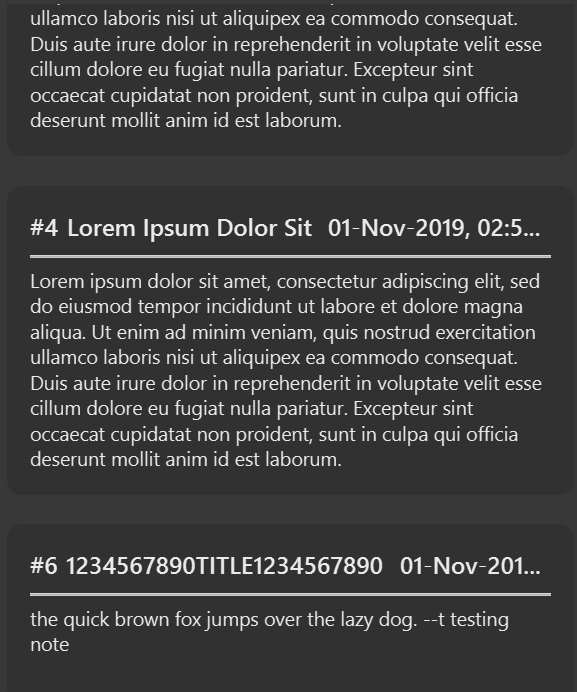 ullamco laboris nisi ut aliquipex ea commodo consequat.
Duis aute irure dolor in reprehenderit in voluptate velit esse
cillum dolore eu fugiat nulla pariatur. Excepteur sint
occaecat cupidatat non proident, sunt in culpa qui officia
deserunt mollit anim id est laborum.
#4 Lorem Ipsum Dolor Sit 01-Nov-2019, 02:5...
Lorem ipsum dolor sit amet, consectetur adipiscing elit, sed
do eiusmod tempor incididunt ut labore et dolore magna
aliqua. Ut enim ad minim veniam, quis nostrud exercitation
ullamco laboris nisi ut aliquipex ea commodo consequat.
Duis aute irure dolor in reprehenderit in voluptate velit esse
cillum dolore eu fugiat nulla pariatur. Excepteur sint
occaecat cupidatat non proident, sunt in culpa qui officia
deserunt mollit anim id est laborum.
#6 1234567890TITLE1234567890 01-Nov-201...
the quick brown fox jumps over the lazy dog. --t testing
note